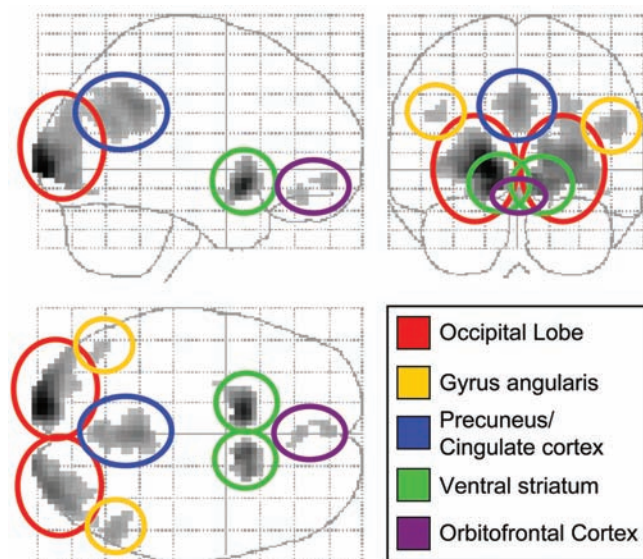 Occipital Lobe
Gyrus angularis
Precuneus/
Cingulate cortex
Ventral striatum
Orbitofrontal Cortex